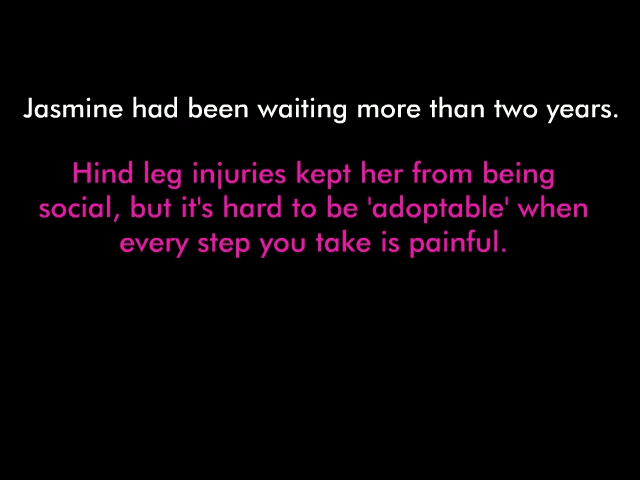 Jasmine had been waiting more than two years.
Hind leg injuries kept her from being
social, but it's hard to be 'adoptable' when
every step you take is painful.